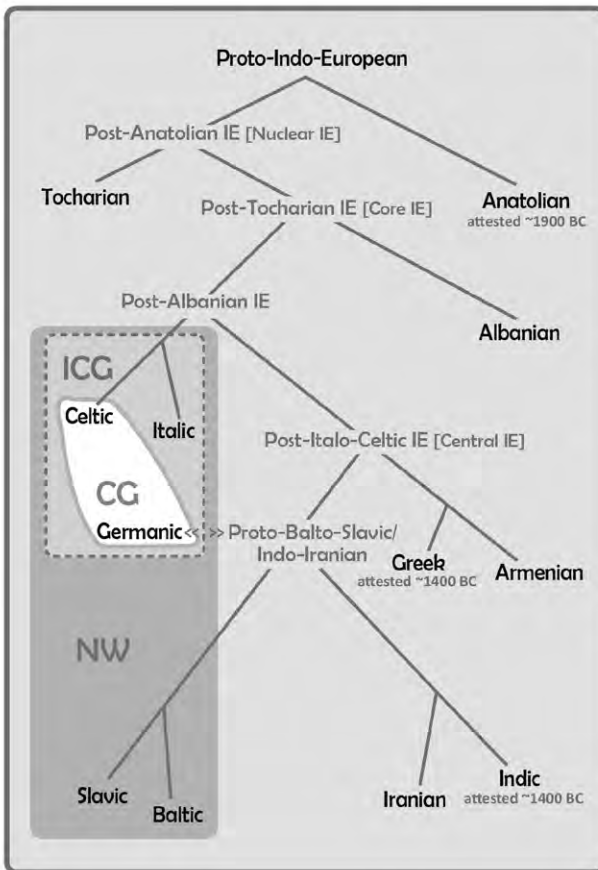 Proto-Indo-European
Post-Anatolian IE [Nuclear IE]
Tocharian
Anatolian
attested ~1900 BC
Post-Tocharian IE [Core IE]
Post-Albanian IE
Albanian
ICG
Celtic
Italic
Post-Italo-Celtic IE [Central IE]
CG
Germanic << >> Proto-Balto-Slavic/
Indo-Iranian
Greek
attested ~1400 BC
Armenian
NW
Slavic
Baltic
Iranian
Indic
attested ~1400 BC